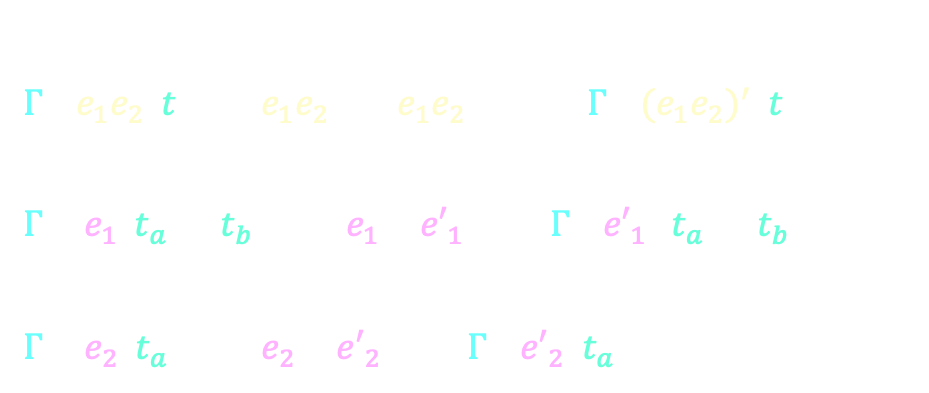 Γ e₁e₂ t e₁e₂ e₁e₂ Γ (e₁e₂)′ t
Γ e₁ tₐ t_b e₁ e′₁ Γ e′₁ tₐ t_b
Γ e₂ tₐ e₂ e′₂ Γ e′₂ tₐ